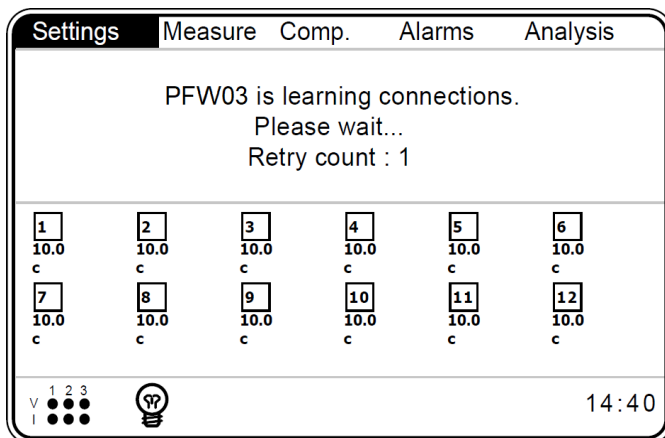 Settings Measure Comp. Alarms Analysis
PFW03 is learning connections.
Please wait...
Retry count : 1
1 2 3 4 5 6
10.0 10.0 10.0 10.0 10.0 10.0
c c c c c c
7 8 9 10 11 12
10.0 10.0 10.0 10.0 10.0 10.0
c c c c c c
1 2 3
V
I
14:40